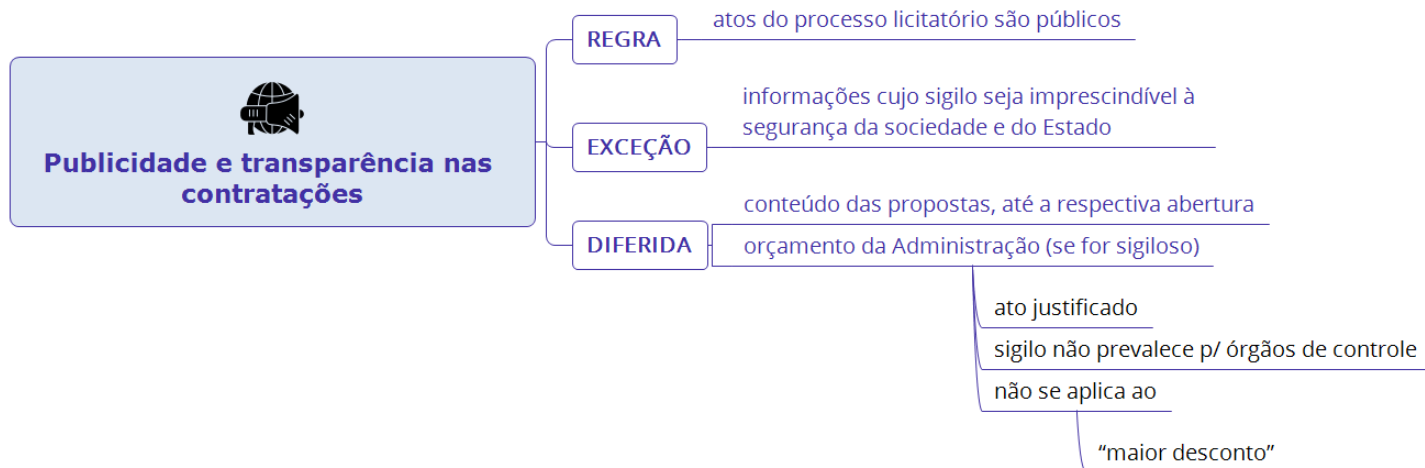 Publicidade e transparência nas
contratações
REGRA
atos do processo licitatório são públicos
EXCEÇÃO
informações cujo sigilo seja imprescindível à
segurança da sociedade e do Estado
DIFERIDA
conteúdo das propostas, até a respectiva abertura
orçamento da Administração (se for sigiloso)
ato justificado
sigilo não prevalece p/ órgãos de controle
não se aplica ao
“maior desconto”